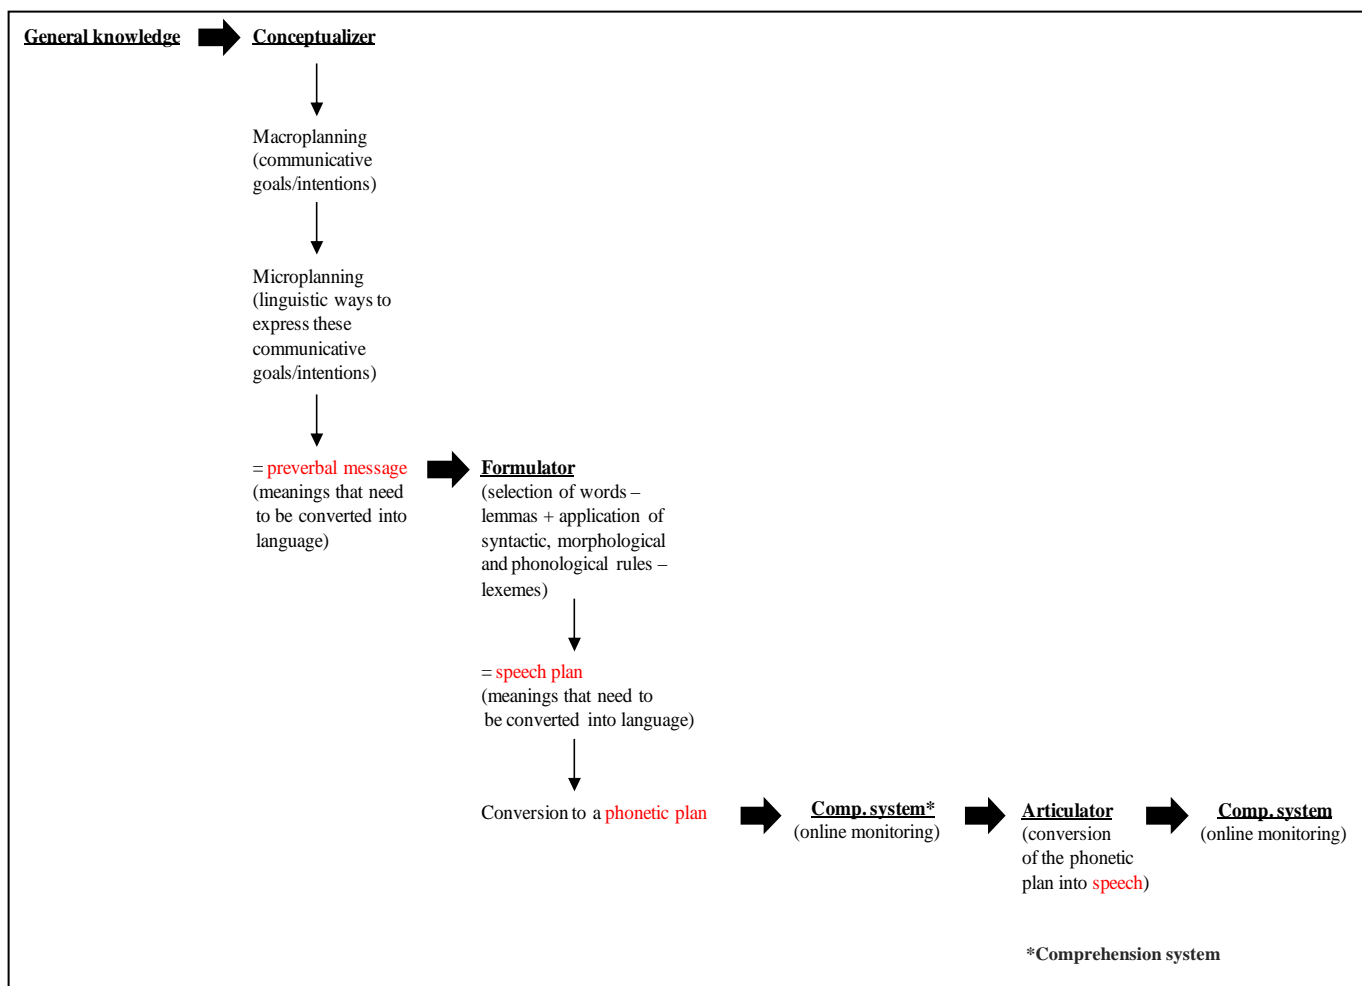 General knowledge
Conceptualizer
Macroplanning
(communicative
goals/intentions)
Microplanning
(linguistic ways to
express these
communicative
goals/intentions)
= preverbal message
(meanings that need
to be converted into
language)
Formulator
(selection of words –
lemmas + application of
syntactic, morphological
and phonological rules –
lexemes)
= speech plan
(meanings that need to
be converted into language)
Conversion to a phonetic plan
Comp. system*
(online monitoring)
Articulator
(conversion
of the phonetic
plan into speech)
Comp. system
(online monitoring)
*Comprehension system